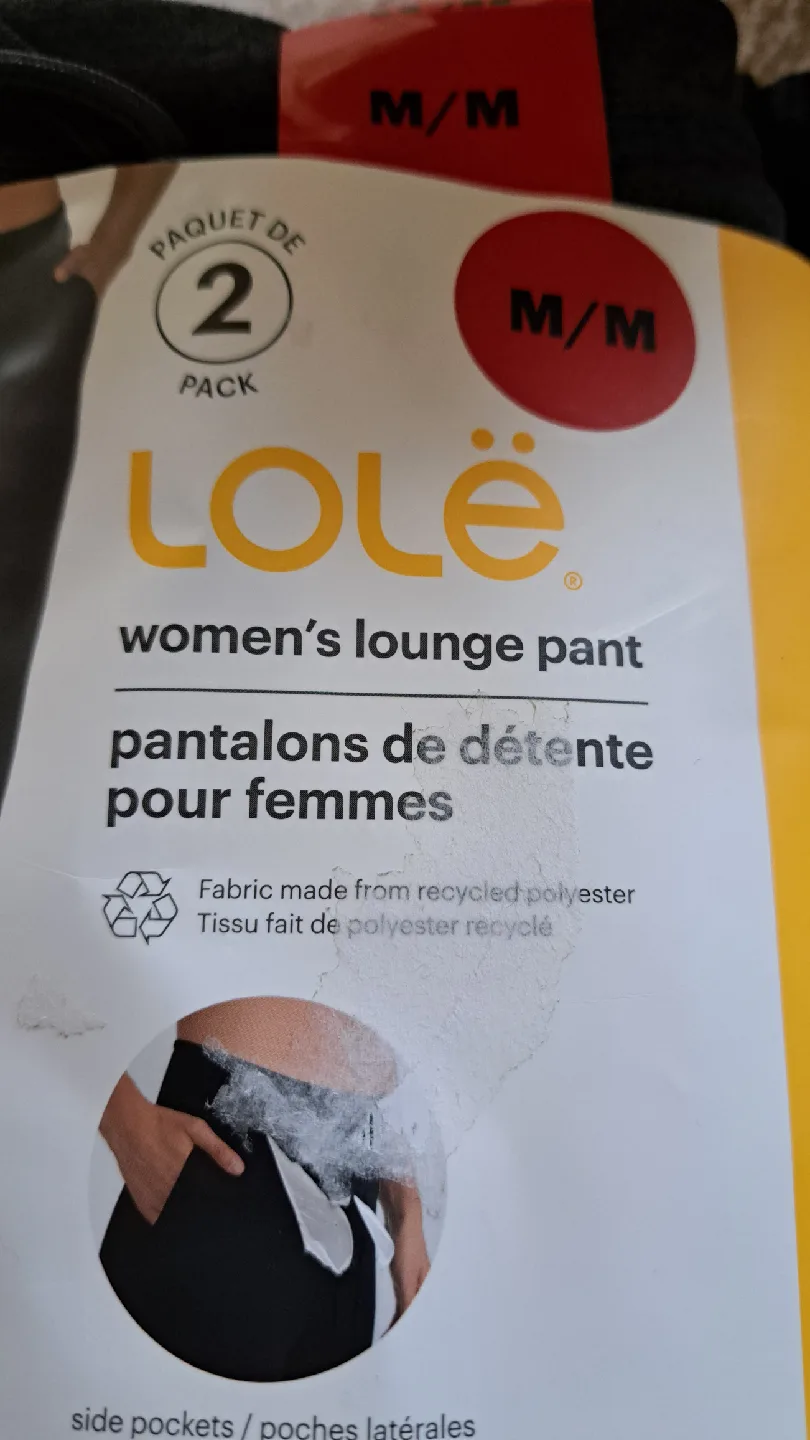 M/M
PAQUET DE
2
PACK
M/M
LOLË®
women's lounge pant
pantalons de détente
pour femmes
Fabric made from recycled polyester
Tissu fait de polyester recyclé
side pockets / poches latérales